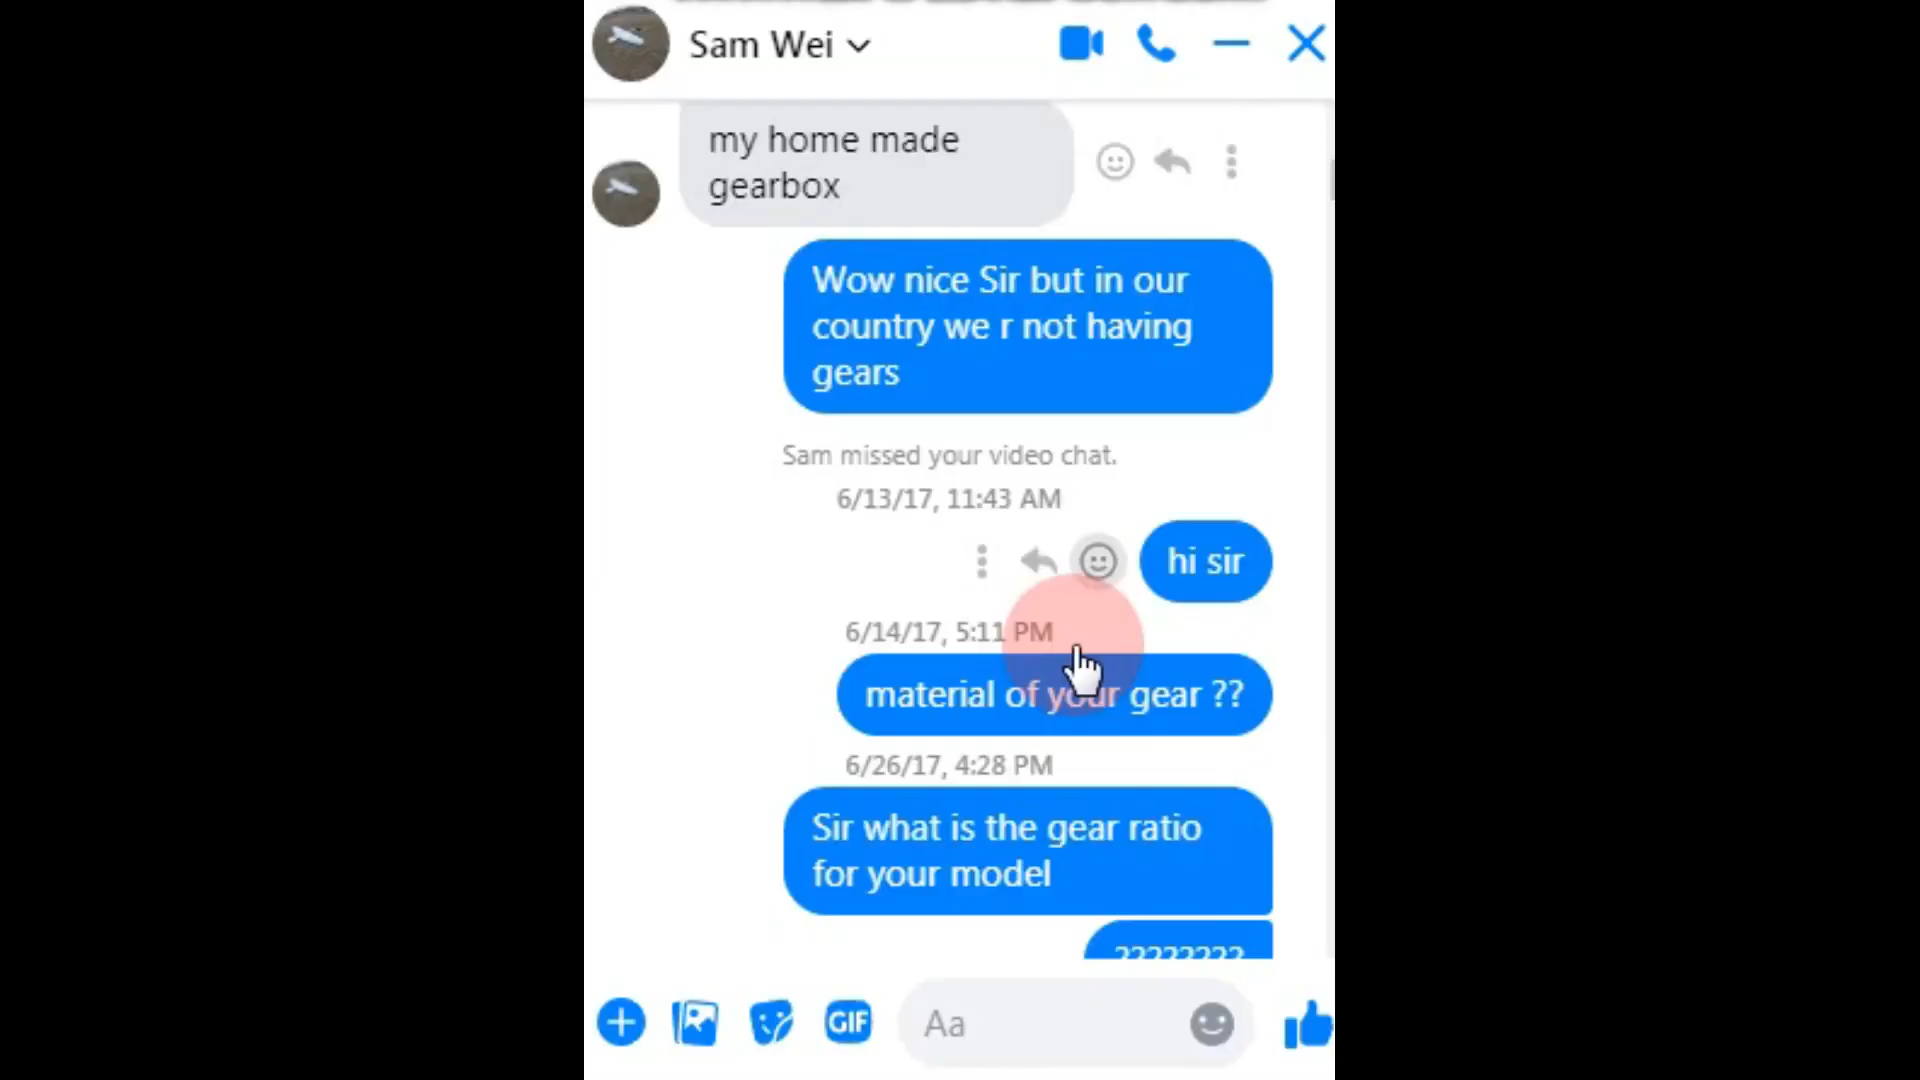 Sam Wei
my home made
gearbox
Wow nice Sir but in our
country we r not having
gears
Sam missed your video chat.
6/13/17, 11:43 AM
hi sir
6/14/17, 5:11 PM
material of your gear ??
6/26/17, 4:28 PM
Sir what is the gear ratio
for your model
????????
GIF
Aa